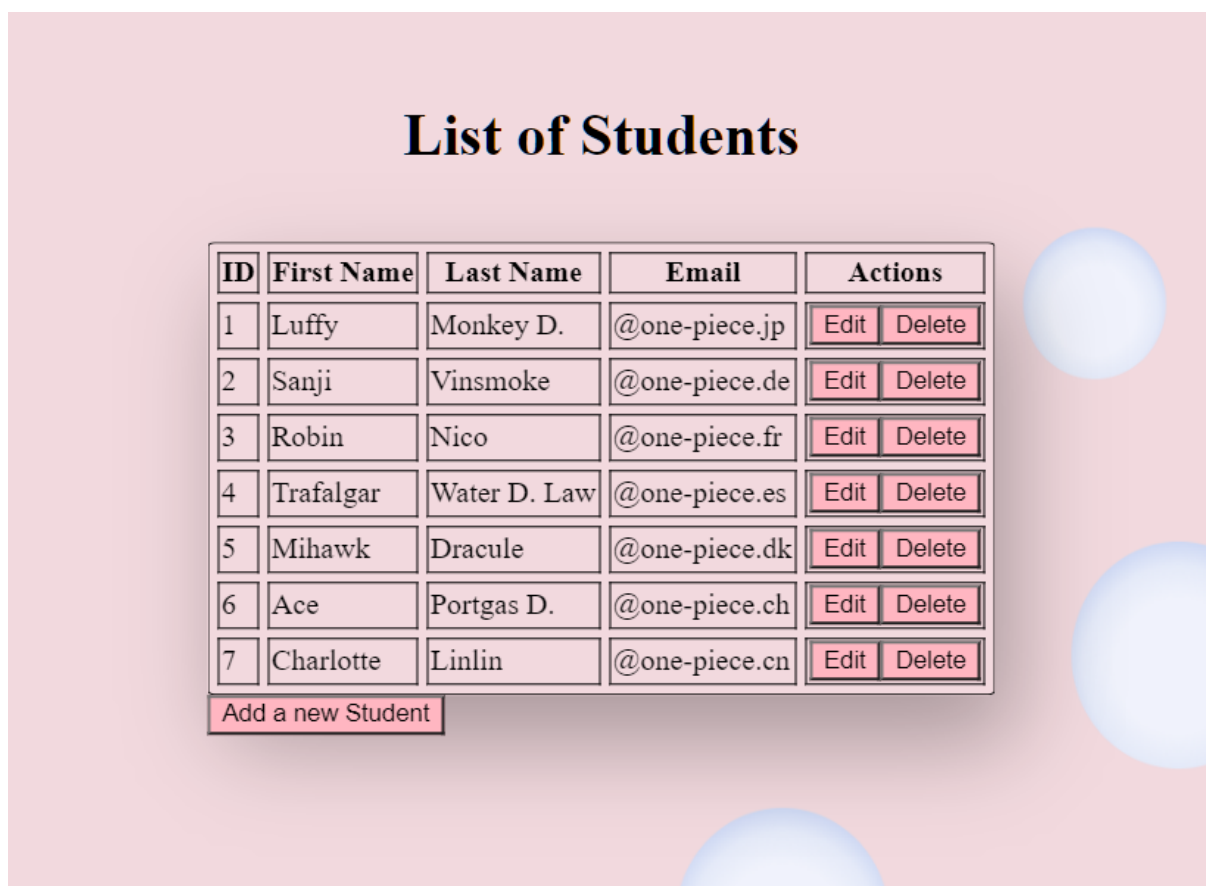 List of Students
ID First Name Last Name Email Actions
1 Luffy Monkey D. @one-piece.jp Edit Delete
2 Sanji Vinsmoke @one-piece.de Edit Delete
3 Robin Nico @one-piece.fr Edit Delete
4 Trafalgar Water D. Law @one-piece.es Edit Delete
5 Mihawk Dracule @one-piece.dk Edit Delete
6 Ace Portgas D. @one-piece.ch Edit Delete
7 Charlotte Linlin @one-piece.cn Edit Delete
Add a new Student